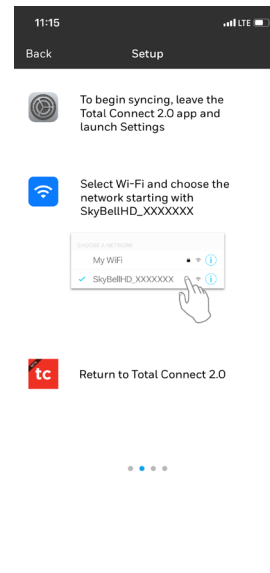 11:15
LTE
Back Setup
To begin syncing, leave the
Total Connect 2.0 app and
launch Settings
Select Wi-Fi and choose the
network starting with
SkyBellHD_XXXXXXX
CHOOSE A NETWORK
My WiFi
SkyBellHD_XXXXXXX
tc
Return to Total Connect 2.0